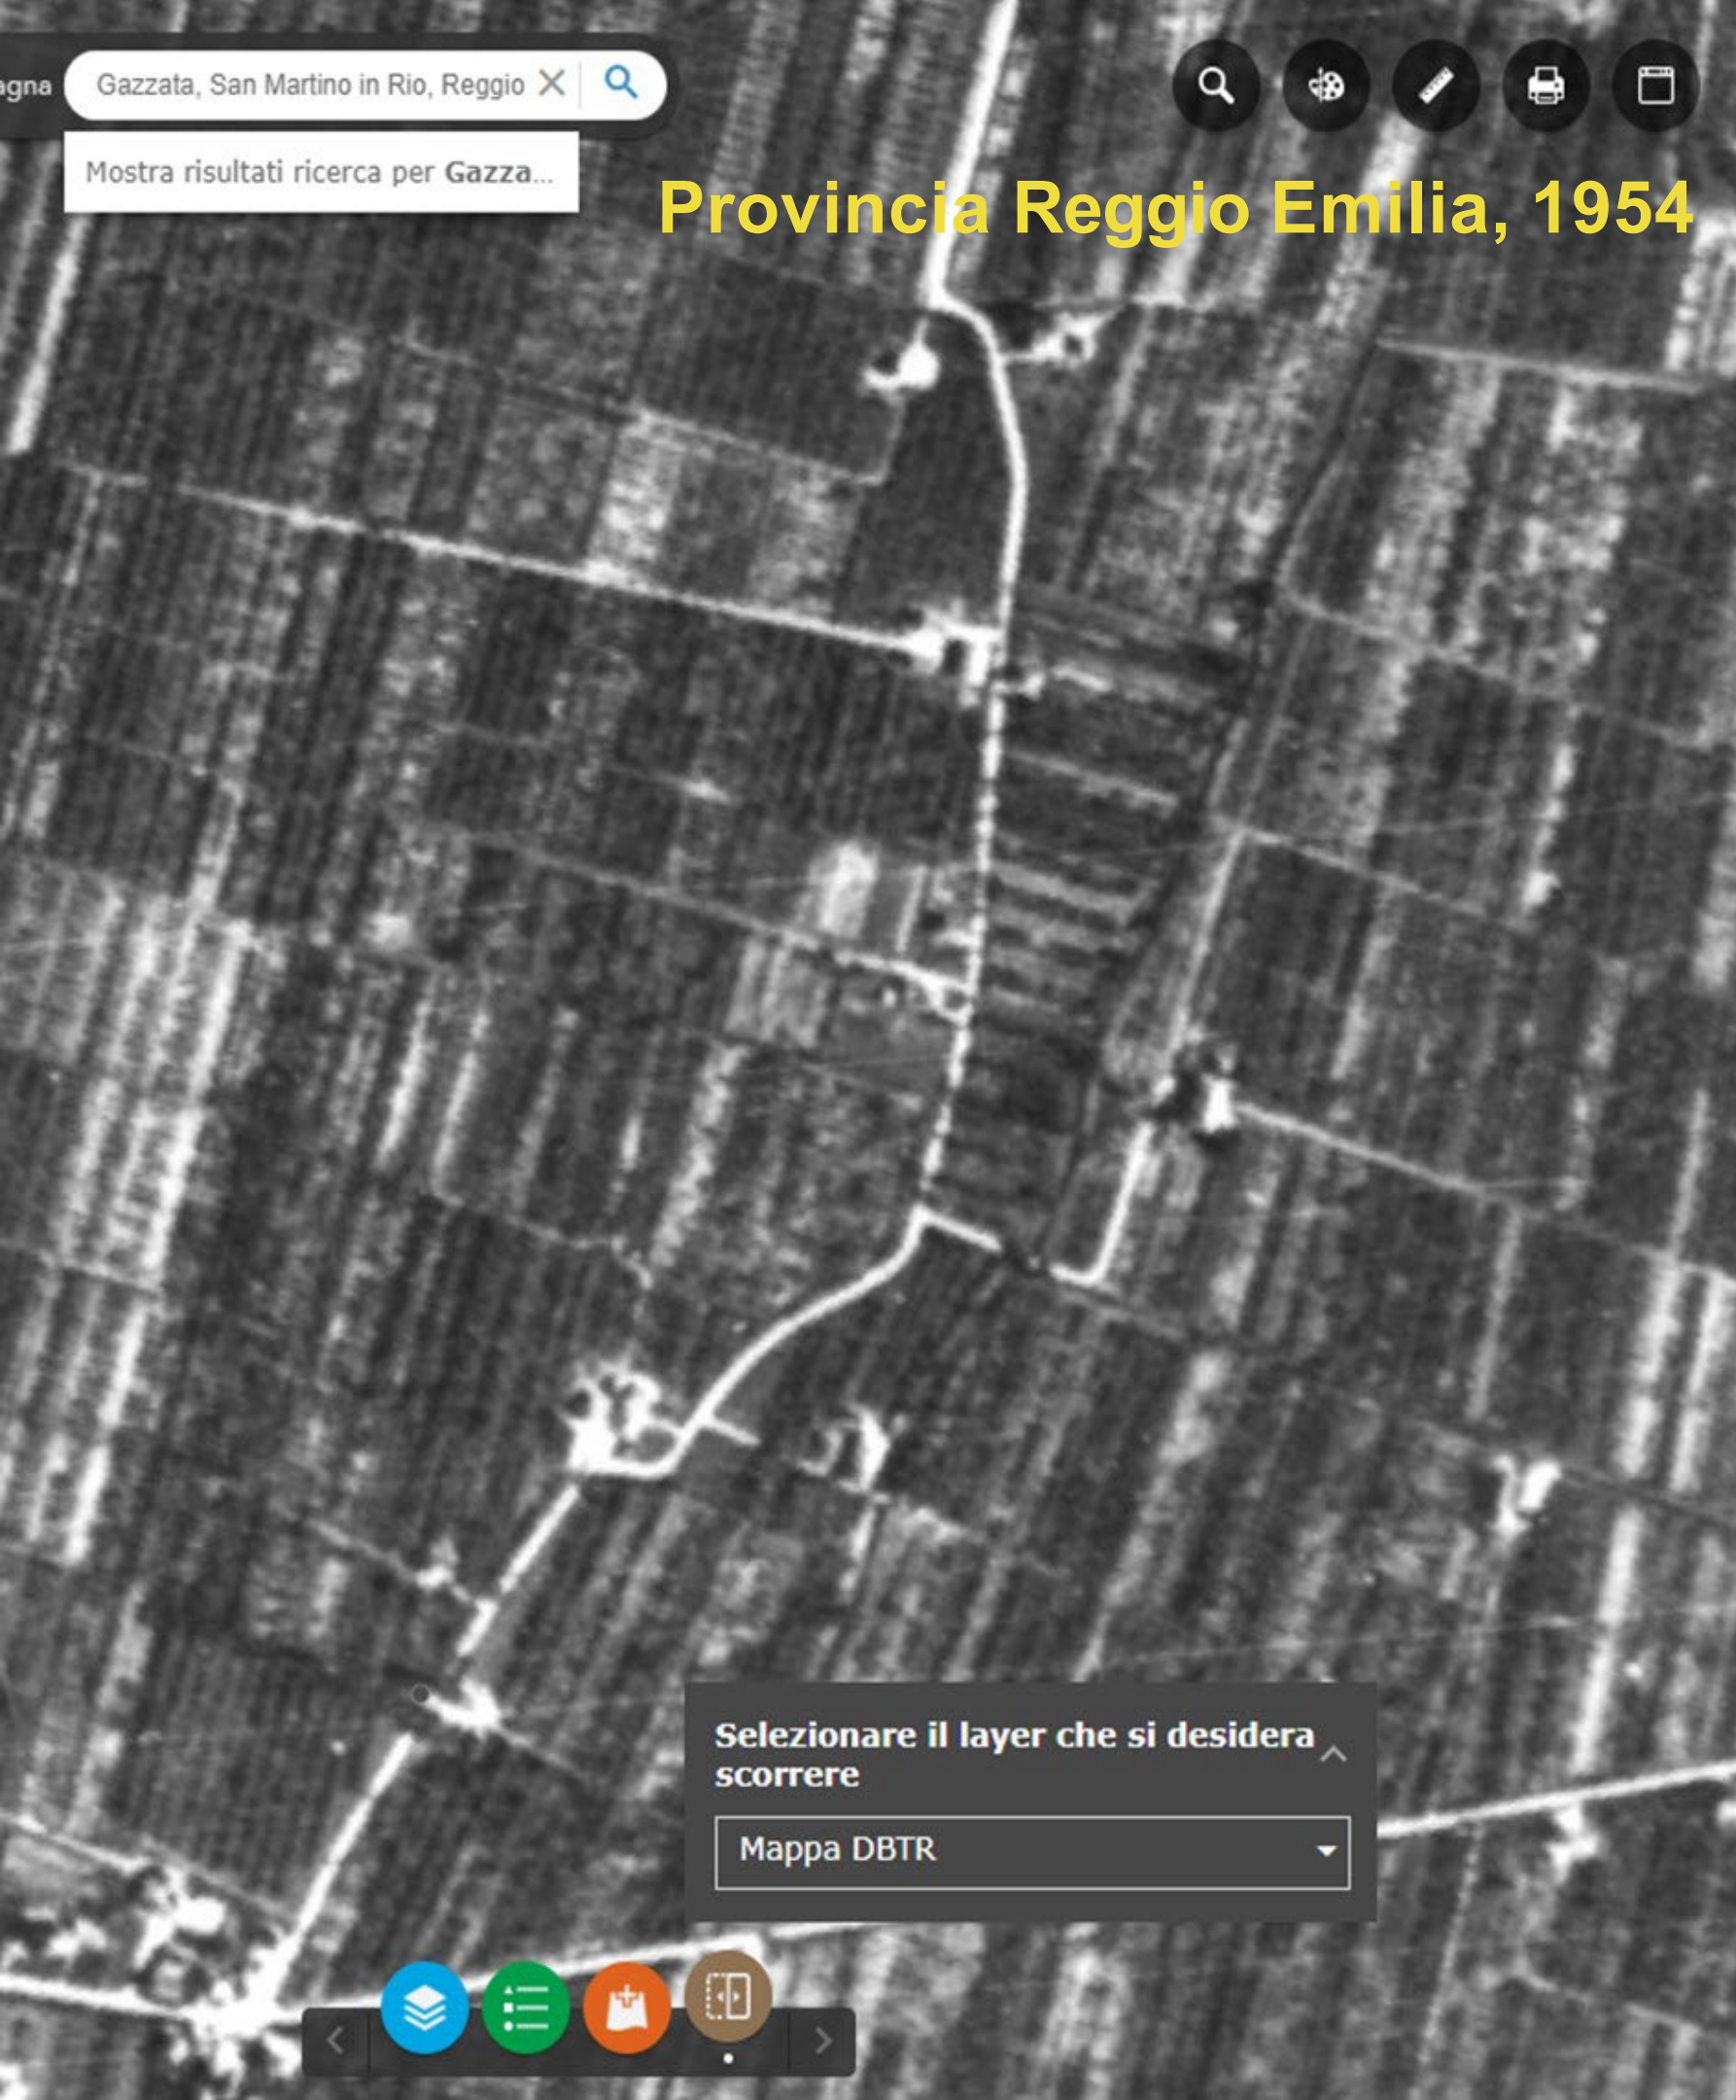 agna
Gazzata, San Martino in Rio, Reggio
Mostra risultati ricerca per Gazza...
Provincia Reggio Emilia, 1954
Selezionare il layer che si desidera
scorrere
Mappa DBTR